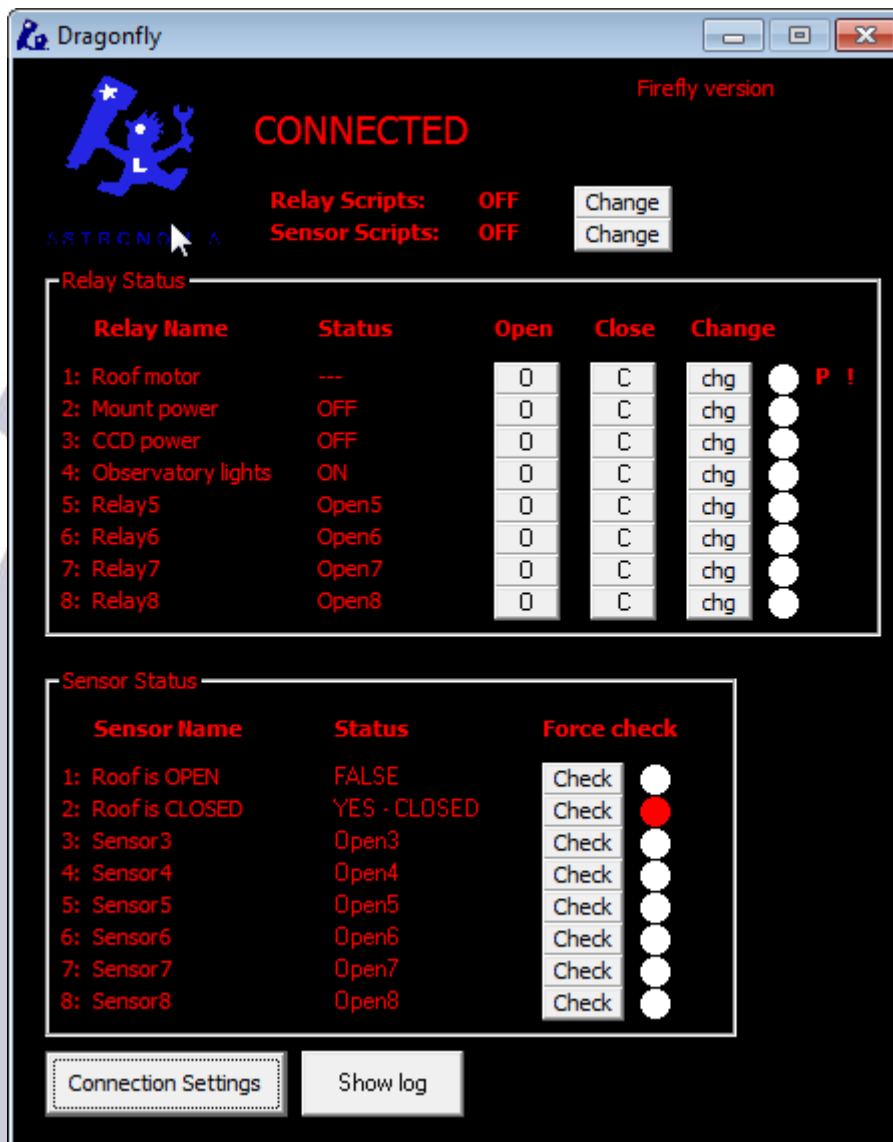 Dragonfly
Firefly version
CONNECTED
Relay Scripts: OFF Change
Sensor Scripts: OFF Change
Relay Status
Relay Name Status Open Close Change
1: Roof motor --- O C chg P !
2: Mount power OFF O C chg
3: CCD power OFF O C chg
4: Observatory lights ON O C chg
5: Relay5 Open5 O C chg
6: Relay6 Open6 O C chg
7: Relay7 Open7 O C chg
8: Relay8 Open8 O C chg
Sensor Status
Sensor Name Status Force check
1: Roof is OPEN FALSE Check
2: Roof is CLOSED YES - CLOSED Check
3: Sensor3 Open3 Check
4: Sensor4 Open4 Check
5: Sensor5 Open5 Check
6: Sensor6 Open6 Check
7: Sensor7 Open7 Check
8: Sensor8 Open8 Check
Connection Settings Show log